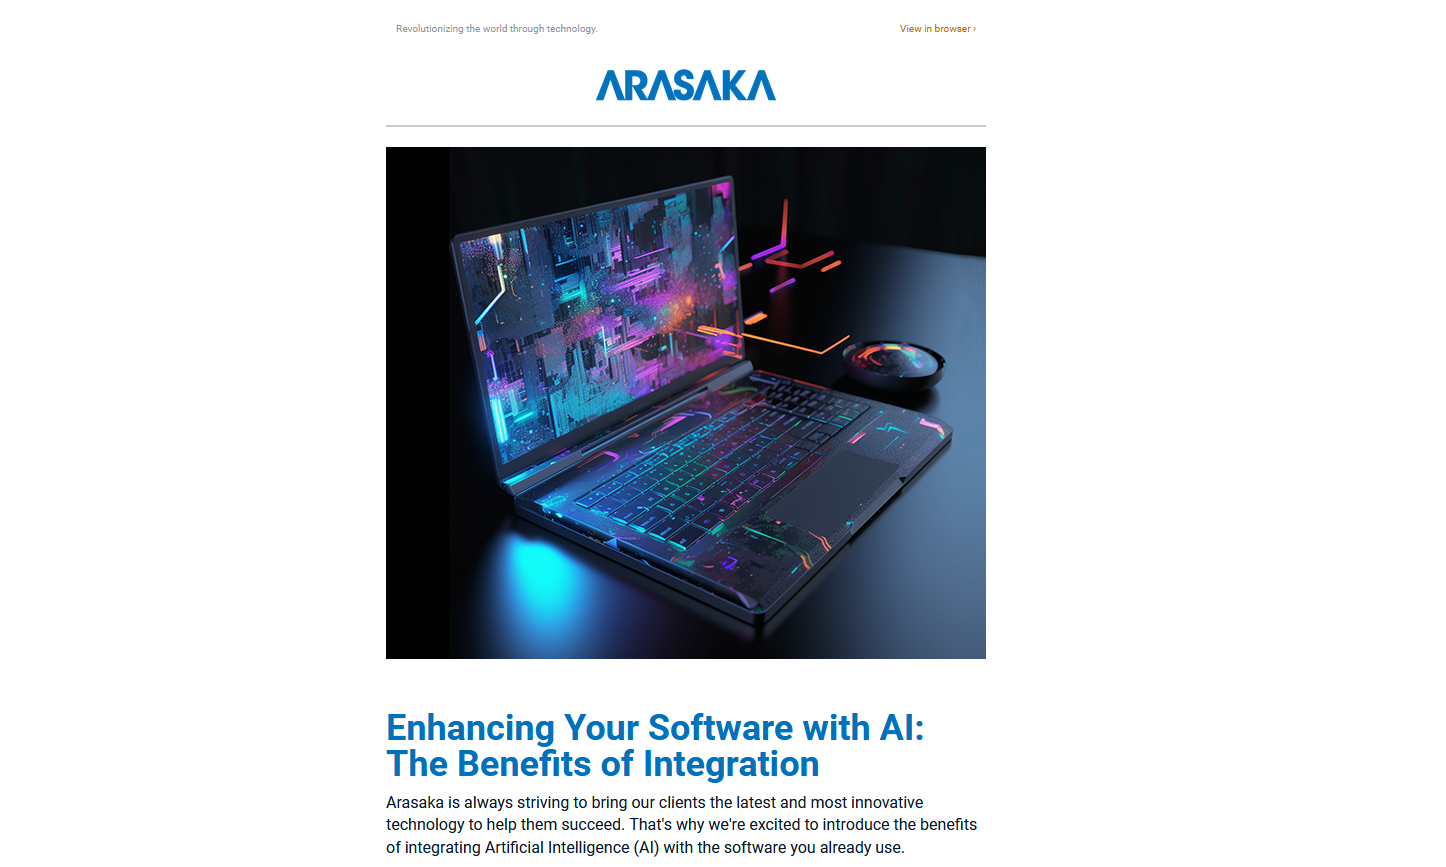 Revolutionizing the world through technology.
View in browser ›
ARASAKA
Enhancing Your Software with AI:
The Benefits of Integration
Arasaka is always striving to bring our clients the latest and most innovative
technology to help them succeed. That's why we're excited to introduce the benefits
of integrating Artificial Intelligence (AI) with the software you already use.